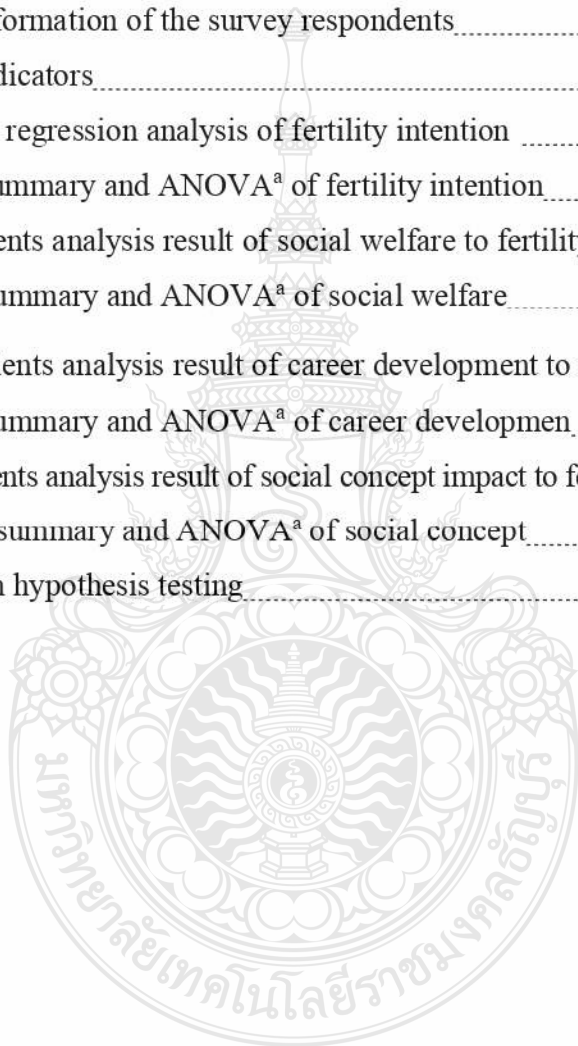 formation of the survey respondents
dicators
regression analysis of fertility intention
ummary and ANOVAᵃ of fertility intention
ents analysis result of social welfare to fertility
ummary and ANOVAᵃ of social welfare
ents analysis result of career development to
ummary and ANOVAᵃ of career developmen
ents analysis result of social concept impact to fe
summary and ANOVAᵃ of social concept
n hypothesis testing
มหาวิทยาลัยเทคโนโลยีราชมงคลธัญบุรี